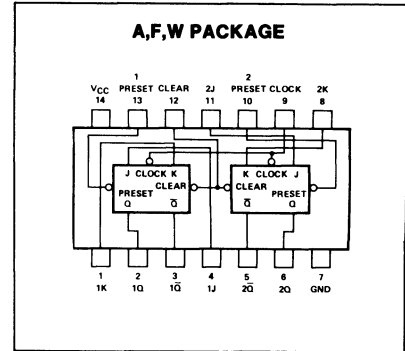 A,F,W PACKAGE
1 2
VCC PRESET CLEAR 2J PRESET CLOCK 2K
14 13 12 11 10 9 8
J CLOCK K K CLOCK J
CLEAR CLEAR
PRESET PRESET
Q Q̅ Q̅ Q
1 2 3 4 5 6 7
1K 1Q 1Q̅ 1J 2Q̅ 2Q GND